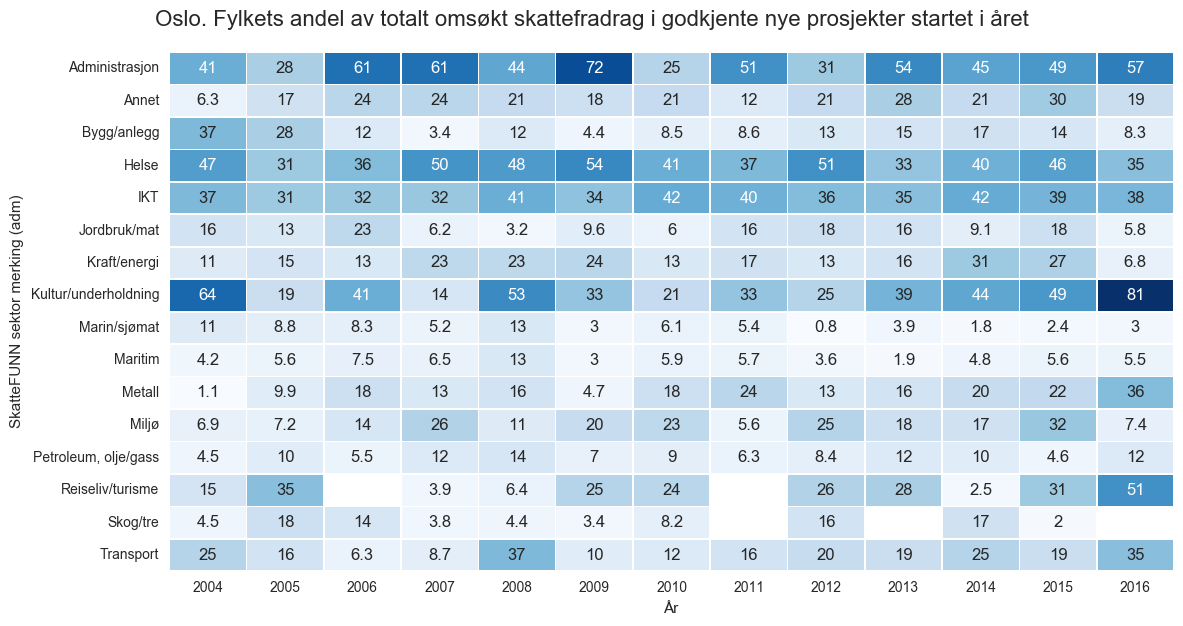 Oslo. Fylkets andel av totalt omsøkt skattefradrag i godkjente nye prosjekter startet i året
SkatteFUNN sektor merking (adm)
Administrasjon 41 28 61 61 44 72 25 51 31 54 45 49 57
Annet 6.3 17 24 24 21 18 21 12 21 28 21 30 19
Bygg/anlegg 37 28 12 3.4 12 4.4 8.5 8.6 13 15 17 14 8.3
Helse 47 31 36 50 48 54 41 37 51 33 40 46 35
IKT 37 31 32 32 41 34 42 40 36 35 42 39 38
Jordbruk/mat 16 13 23 6.2 3.2 9.6 6 16 18 16 9.1 18 5.8
Kraft/energi 11 15 13 23 23 24 13 17 13 16 31 27 6.8
Kultur/underholdning 64 19 41 14 53 33 21 33 25 39 44 49 81
Marin/sjømat 11 8.8 8.3 5.2 13 3 6.1 5.4 0.8 3.9 1.8 2.4 3
Maritim 4.2 5.6 7.5 6.5 13 3 5.9 5.7 3.6 1.9 4.8 5.6 5.5
Metall 1.1 9.9 18 13 16 4.7 18 24 13 16 20 22 36
Miljø 6.9 7.2 14 26 11 20 23 5.6 25 18 17 32 7.4
Petroleum, olje/gass 4.5 10 5.5 12 14 7 9 6.3 8.4 12 10 4.6 12
Reiseliv/turisme 15 35 3.9 6.4 25 24 26 28 2.5 31 51
Skog/tre 4.5 18 14 3.8 4.4 3.4 8.2 16 17 2
Transport 25 16 6.3 8.7 37 10 12 16 20 19 25 19 35
2004 2005 2006 2007 2008 2009 2010 2011 2012 2013 2014 2015 2016
År